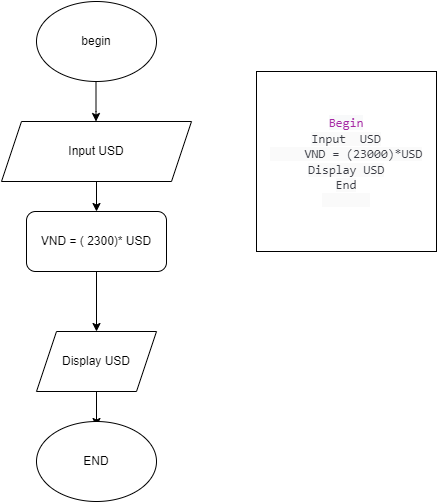 begin
Input USD
VND = ( 2300)* USD
Display USD
END
Begin
Input USD
VND = (23000)*USD
Display USD
End